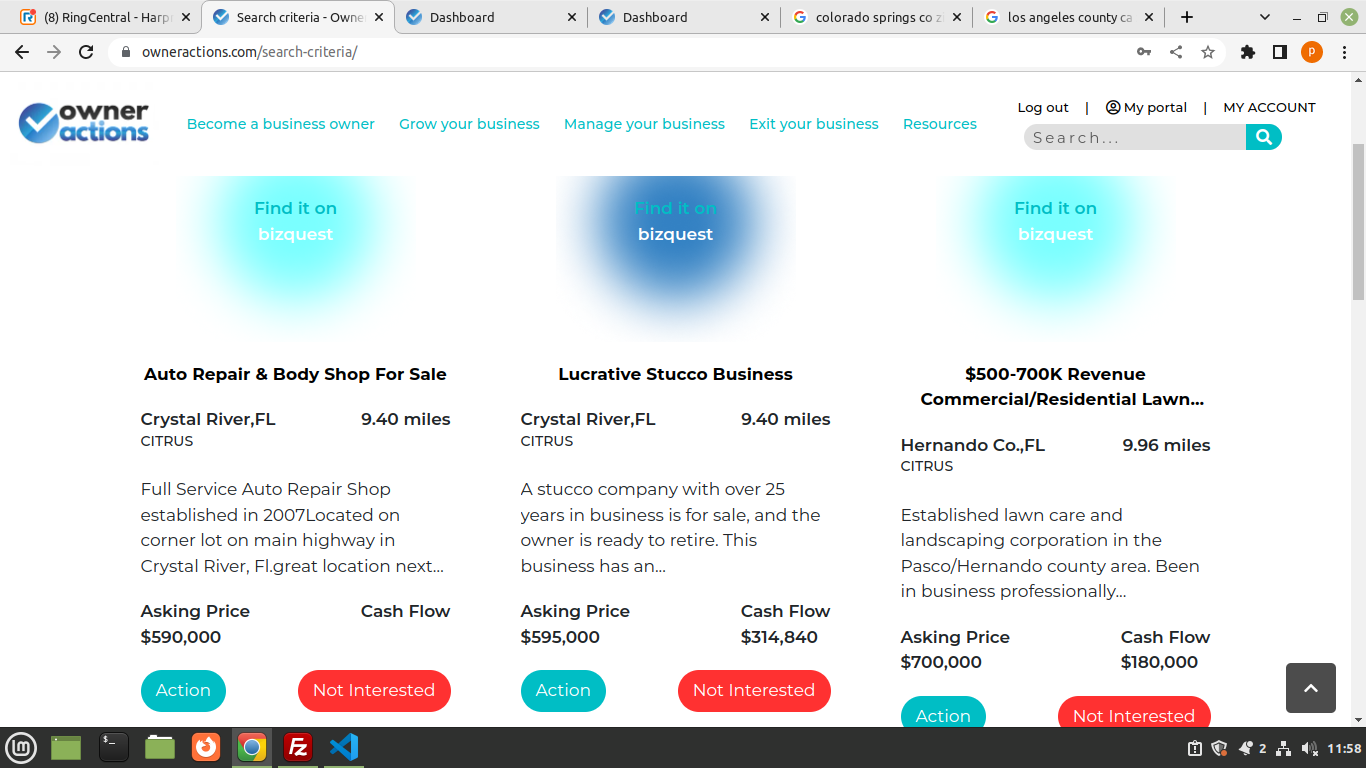 (8) RingCentral - Harpr
Search criteria - Owne
Dashboard
Dashboard
colorado springs co z
los angeles county ca
owneractions.com/search-criteria/
P
owner
actions
Become a business owner
Grow your business
Manage your business
Exit your business
Resources
Log out | My portal | MY ACCOUNT
Search...
Find it on
bizquest
Auto Repair & Body Shop For Sale
Crystal River,FL 9.40 miles
CITRUS
Full Service Auto Repair Shop
established in 2007Located on
corner lot on main highway in
Crystal River, Fl.great location next...
Asking Price Cash Flow
$590,000
Action Not Interested
Find it on
bizquest
Lucrative Stucco Business
Crystal River,FL 9.40 miles
CITRUS
A stucco company with over 25
years in business is for sale, and the
owner is ready to retire. This
business has an...
Asking Price Cash Flow
$595,000 $314,840
Action Not Interested
Find it on
bizquest
$500-700K Revenue
Commercial/Residential Lawn...
Hernando Co.,FL 9.96 miles
CITRUS
Established lawn care and
landscaping corporation in the
Pasco/Hernando county area. Been
in business professionally...
Asking Price Cash Flow
$700,000 $180,000
Action Not Interested
2
11:58